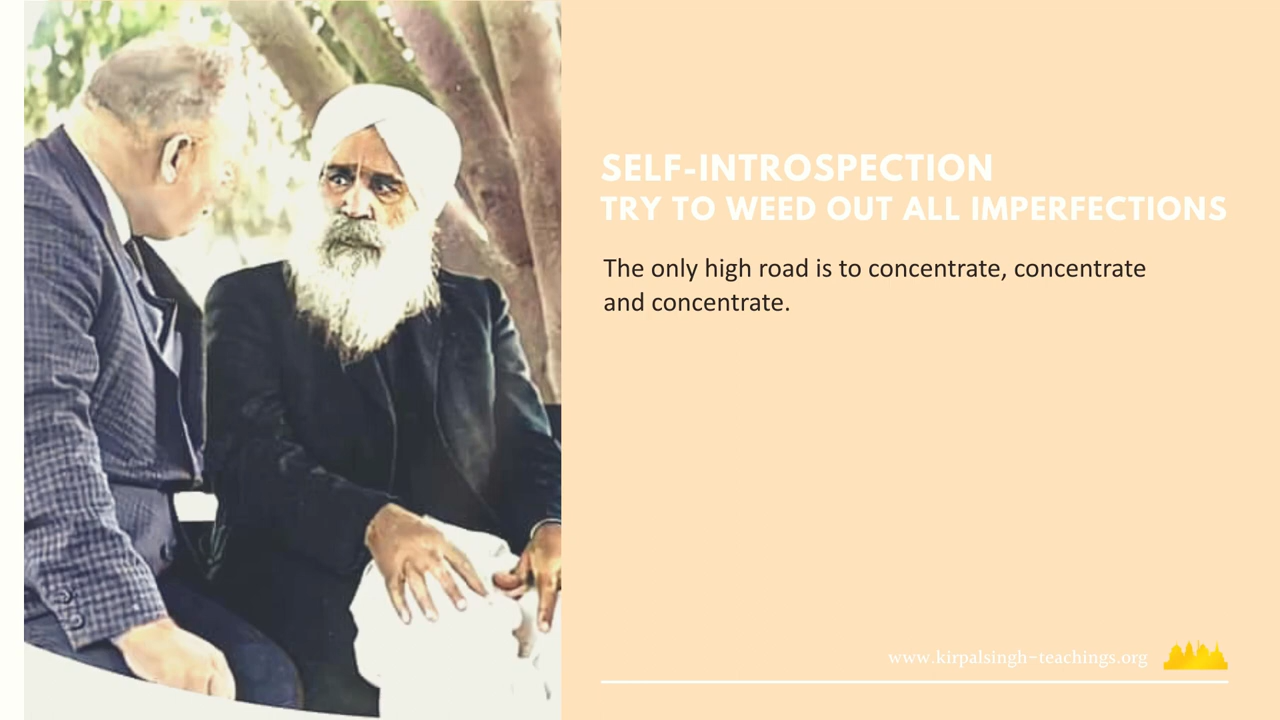 SELF-INTROSPECTION
TRY TO WEED OUT ALL IMPERFECTIONS
The only high road is to concentrate, concentrate
and concentrate.
www.kirpalsingh-teachings.org